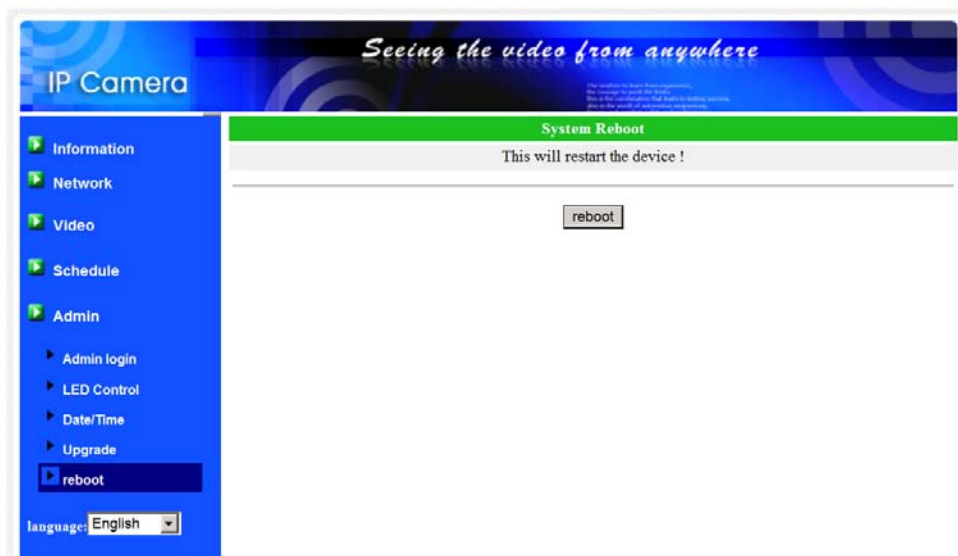 Seeing the video from anywhere
IP Camera
Information
Network
Video
Schedule
Admin
Admin login
LED Control
Date/Time
Upgrade
reboot
language: English
System Reboot
This will restart the device !
reboot